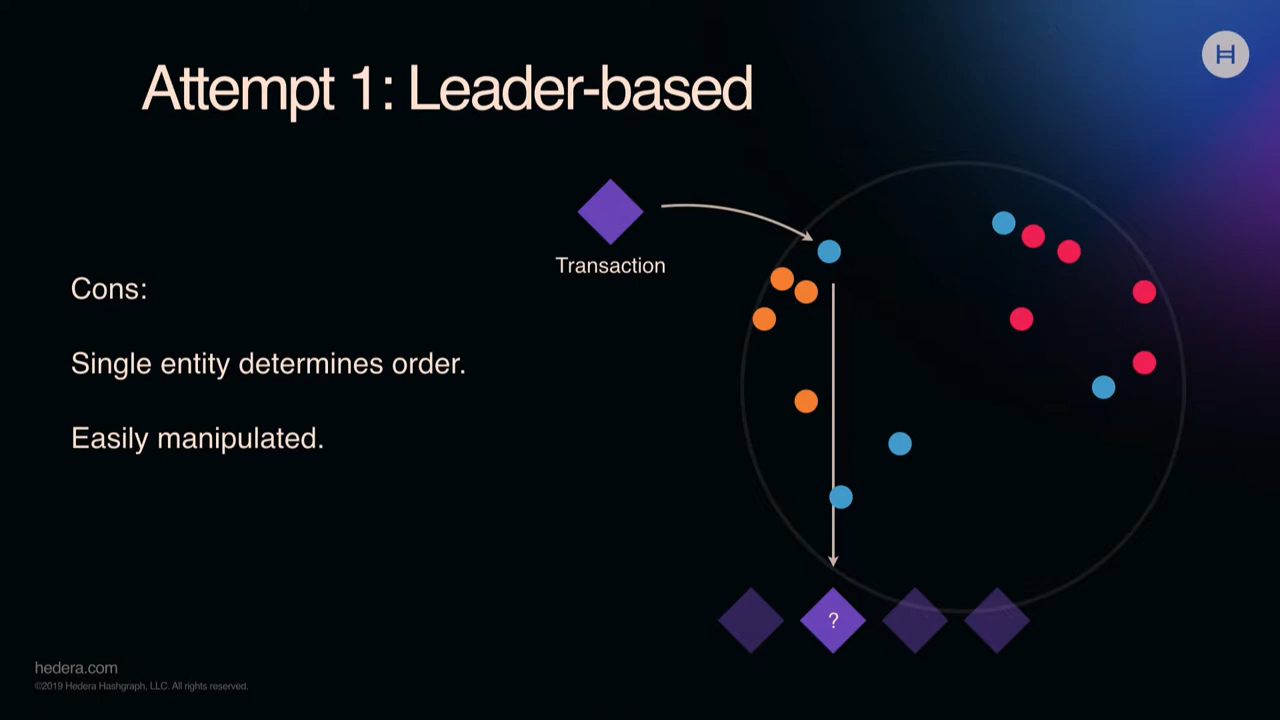 Attempt 1: Leader-based
Transaction
Cons:
Single entity determines order.
Easily manipulated.
?
hedera.com
©2019 Hedera Hashgraph, LLC. All rights reserved.